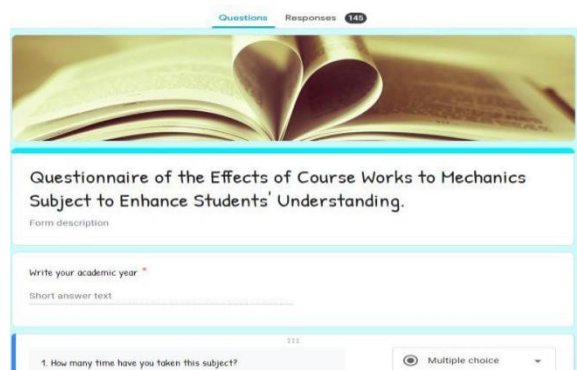 Questions Responses 145
Questionnaire of the Effects of Course Works to Mechanics
Subject to Enhance Students' Understanding.
Form description
Write your academic year *
Short answer text
1. How many time have you taken this subject?
Multiple choice